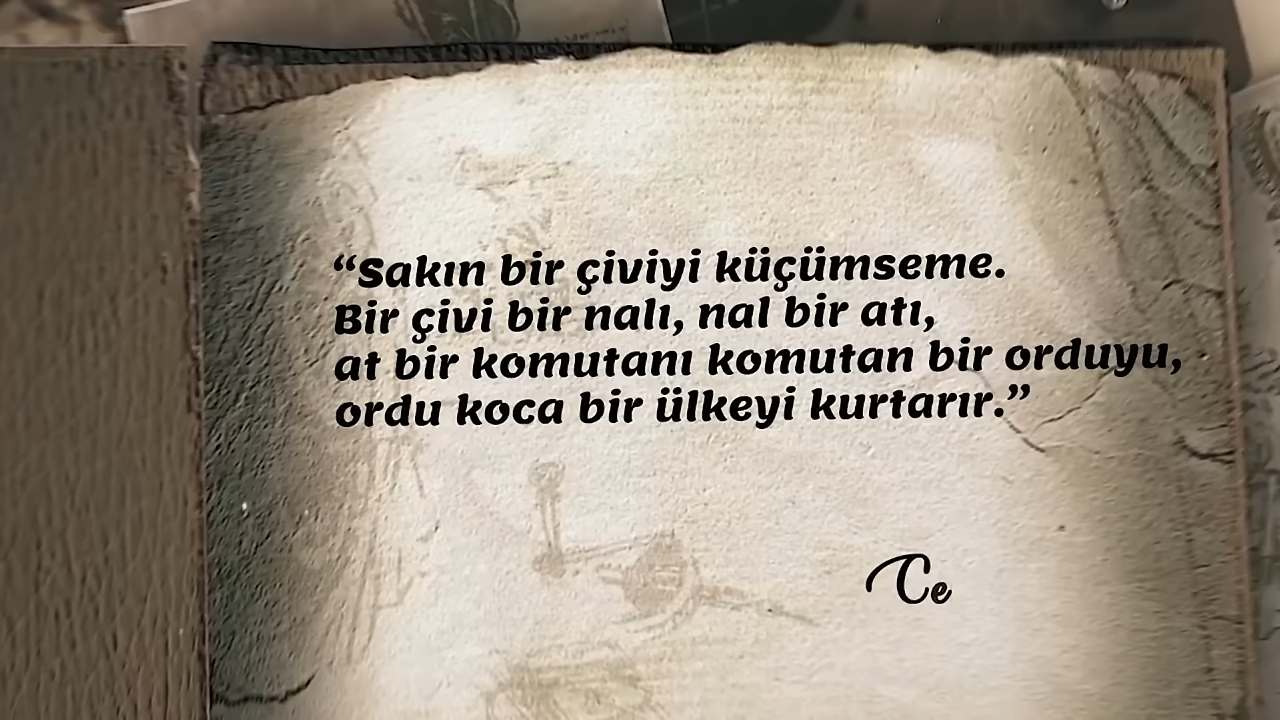 “Sakın bir çiviyi küçümseme.
Bir çivi bir nalı, nal bir atı,
at bir komutanı komutan bir orduyu,
ordu koca bir ülkeyi kurtarır.”
Ce